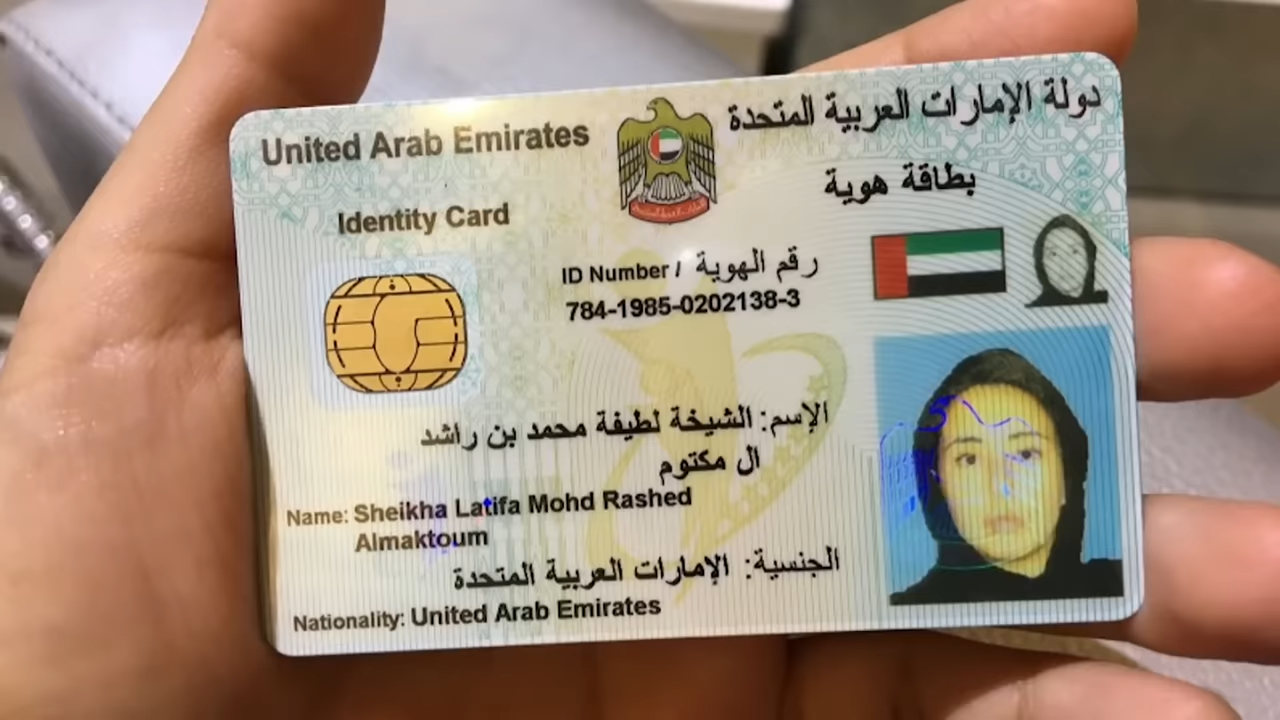 United Arab Emirates
دولة الإمارات العربية المتحدة
Identity Card
بطاقة هوية
ID Number / رقم الهوية
784-1985-0202138-3
الإسم: الشيخة لطيفة محمد بن راشد
ال مكتوم
Name: Sheikha Latifa Mohd Rashed
Almaktoum
الجنسية: الإمارات العربية المتحدة
Nationality: United Arab Emirates